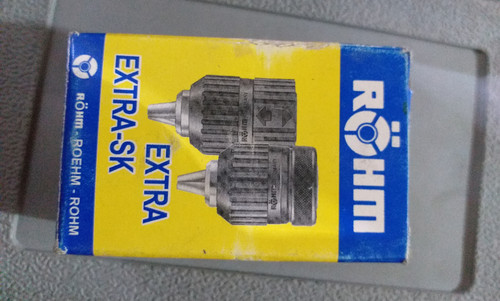 RÖHM
EXTRA
EXTRA-SK
RÖHM - ROEHM - ROHM